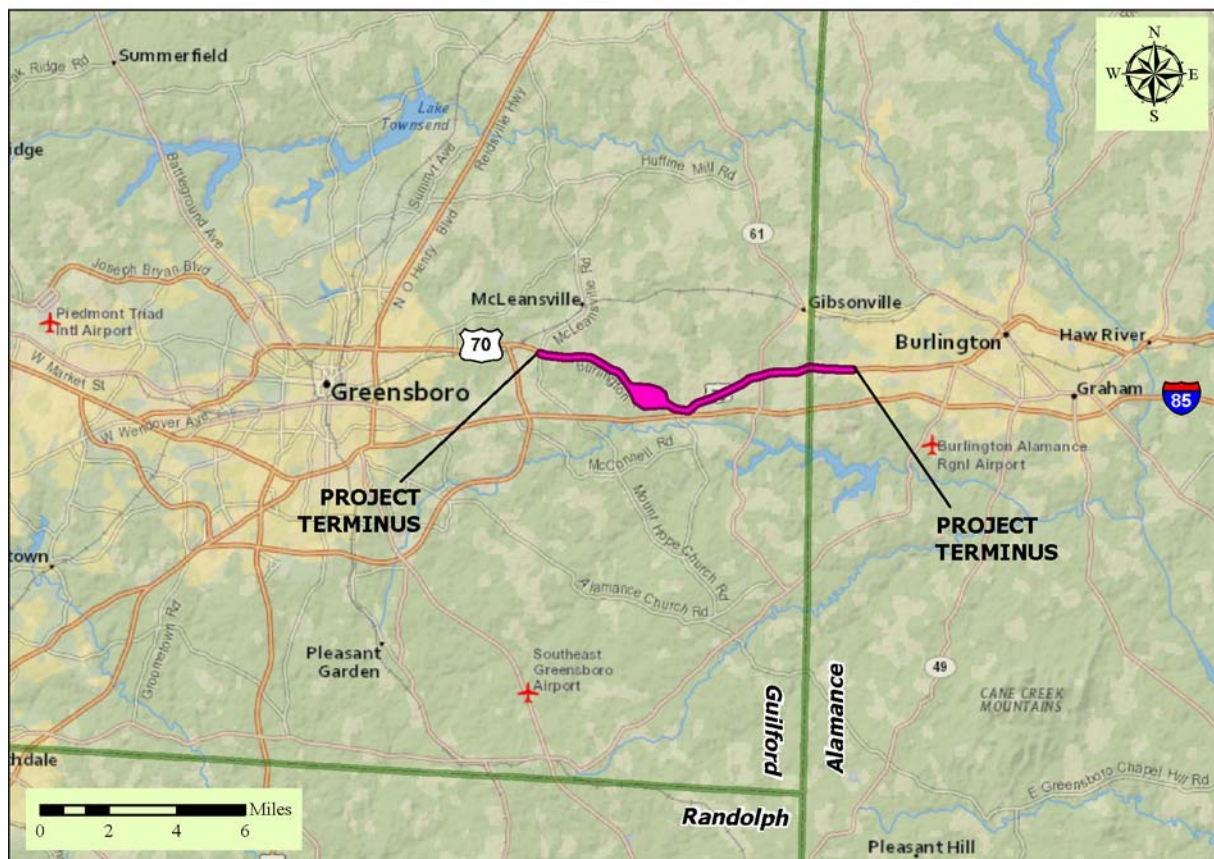 N
W
E
S
Summerfield
ak Ridge Rd
idge
Lake
Townsend
Battleground Ave
Summit Ave
Reidsville Hwy
Huffine Mill Rd
61
Joseph Bryan Blvd
N O Henry Blvd
McLeansville
McLeansville Rd
Gibsonville
Piedmont Triad
Intl Airport
70
Burlington
Haw River
W Market St
Burlington
Greensboro
Graham
85
W Wendover Ave
McConnell Rd
Burlington Alamance
Rgnl Airport
PROJECT
TERMINUS
Mount Hope Church Rd
PROJECT
TERMINUS
town
Alamance Church Rd
Groometown Rd
Pleasant
Garden
Southeast
Greensboro
Airport
Guilford
Alamance
49
CANE CREEK
MOUNTAINS
hdale
Randolph
E Greensboro Chapel Hill Rd
Pleasant Hill
Miles
0 2 4 6